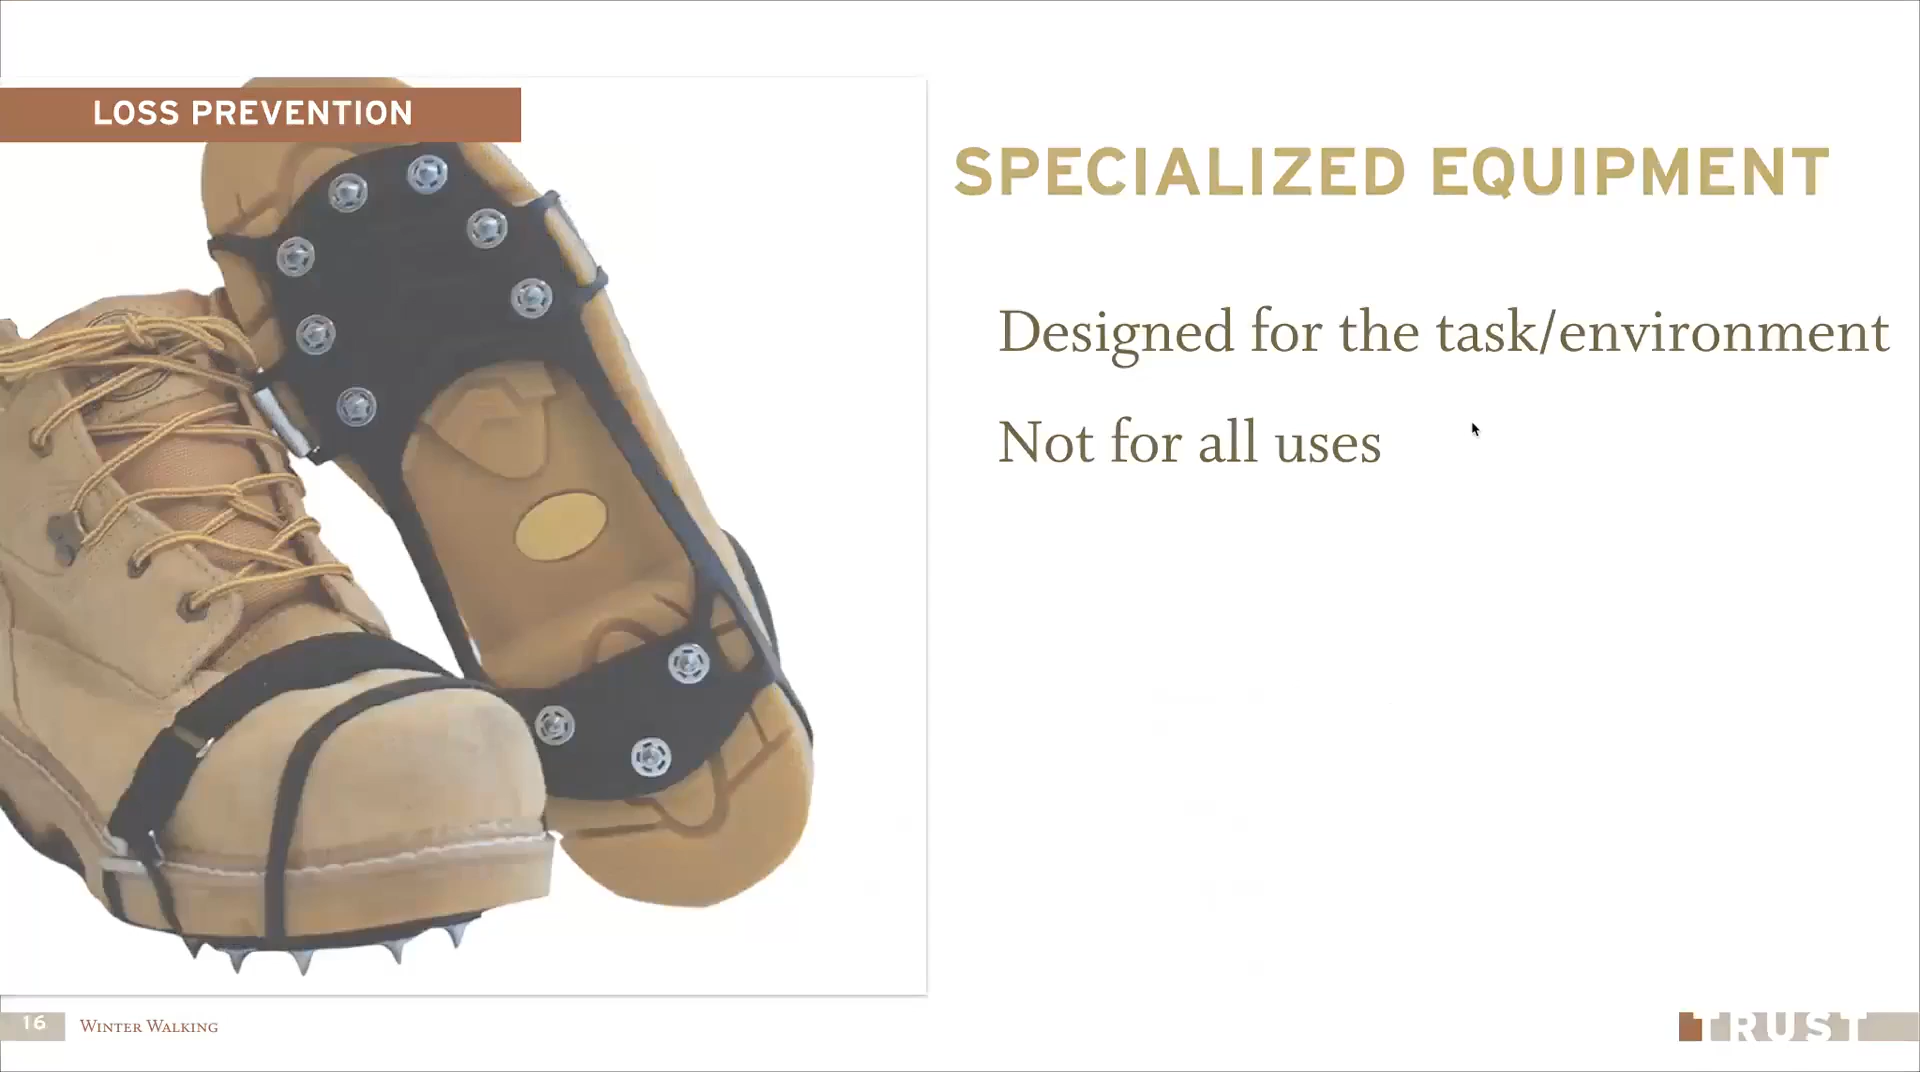 LOSS PREVENTION
SPECIALIZED EQUIPMENT
Designed for the task/environment
Not for all uses
16
WINTER WALKING
TRUST